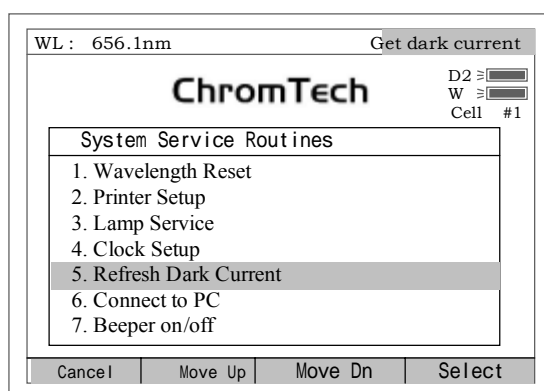 WL: 656.1nm Get dark current
ChromTech
D2
W
Cell #1
System Service Routines
1. Wavelength Reset
2. Printer Setup
3. Lamp Service
4. Clock Setup
5. Refresh Dark Current
6. Connect to PC
7. Beeper on/off
Cancel Move Up Move Dn Select